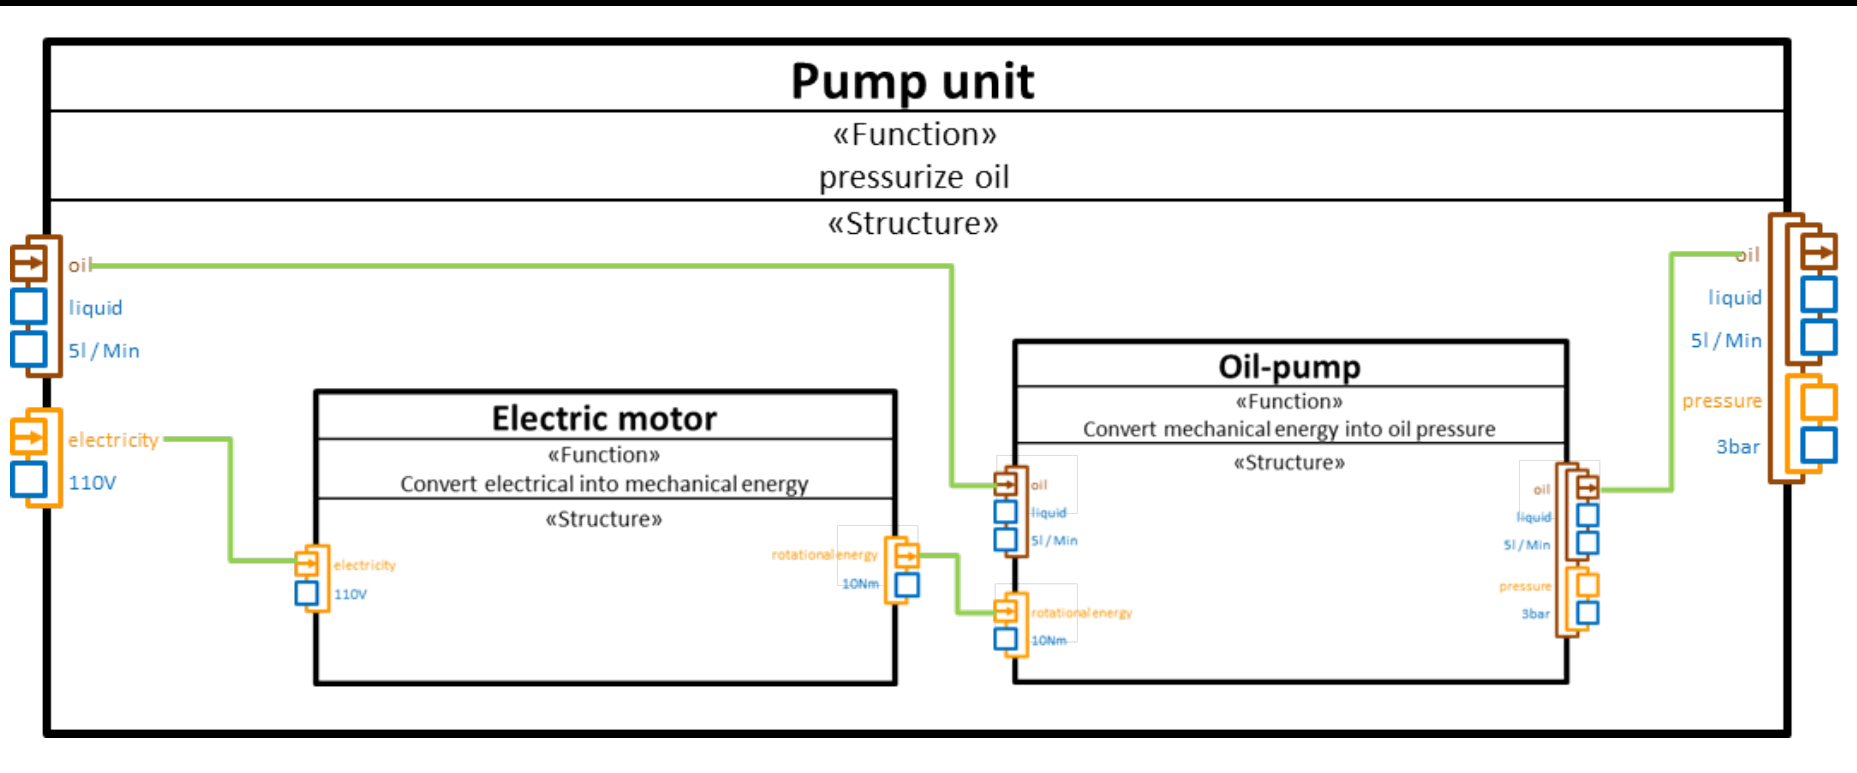 Pump unit
«Function»
pressurize oil
«Structure»
oil
liquid
5l / Min
electricity
110V
Electric motor
«Function»
Convert electrical into mechanical energy
«Structure»
electricity
110V
rotational energy
10Nm
Oil-pump
«Function»
Convert mechanical energy into oil pressure
«Structure»
oil
liquid
5l / Min
rotational energy
10Nm
oil
liquid
5l / Min
pressure
3bar
oil
liquid
5l / Min
pressure
3bar